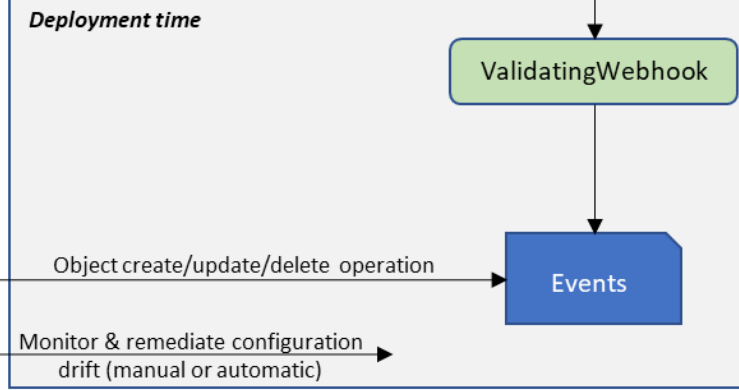 Deployment time
ValidatingWebhook
Object create/update/delete operation
Events
Monitor & remediate configuration
drift (manual or automatic)